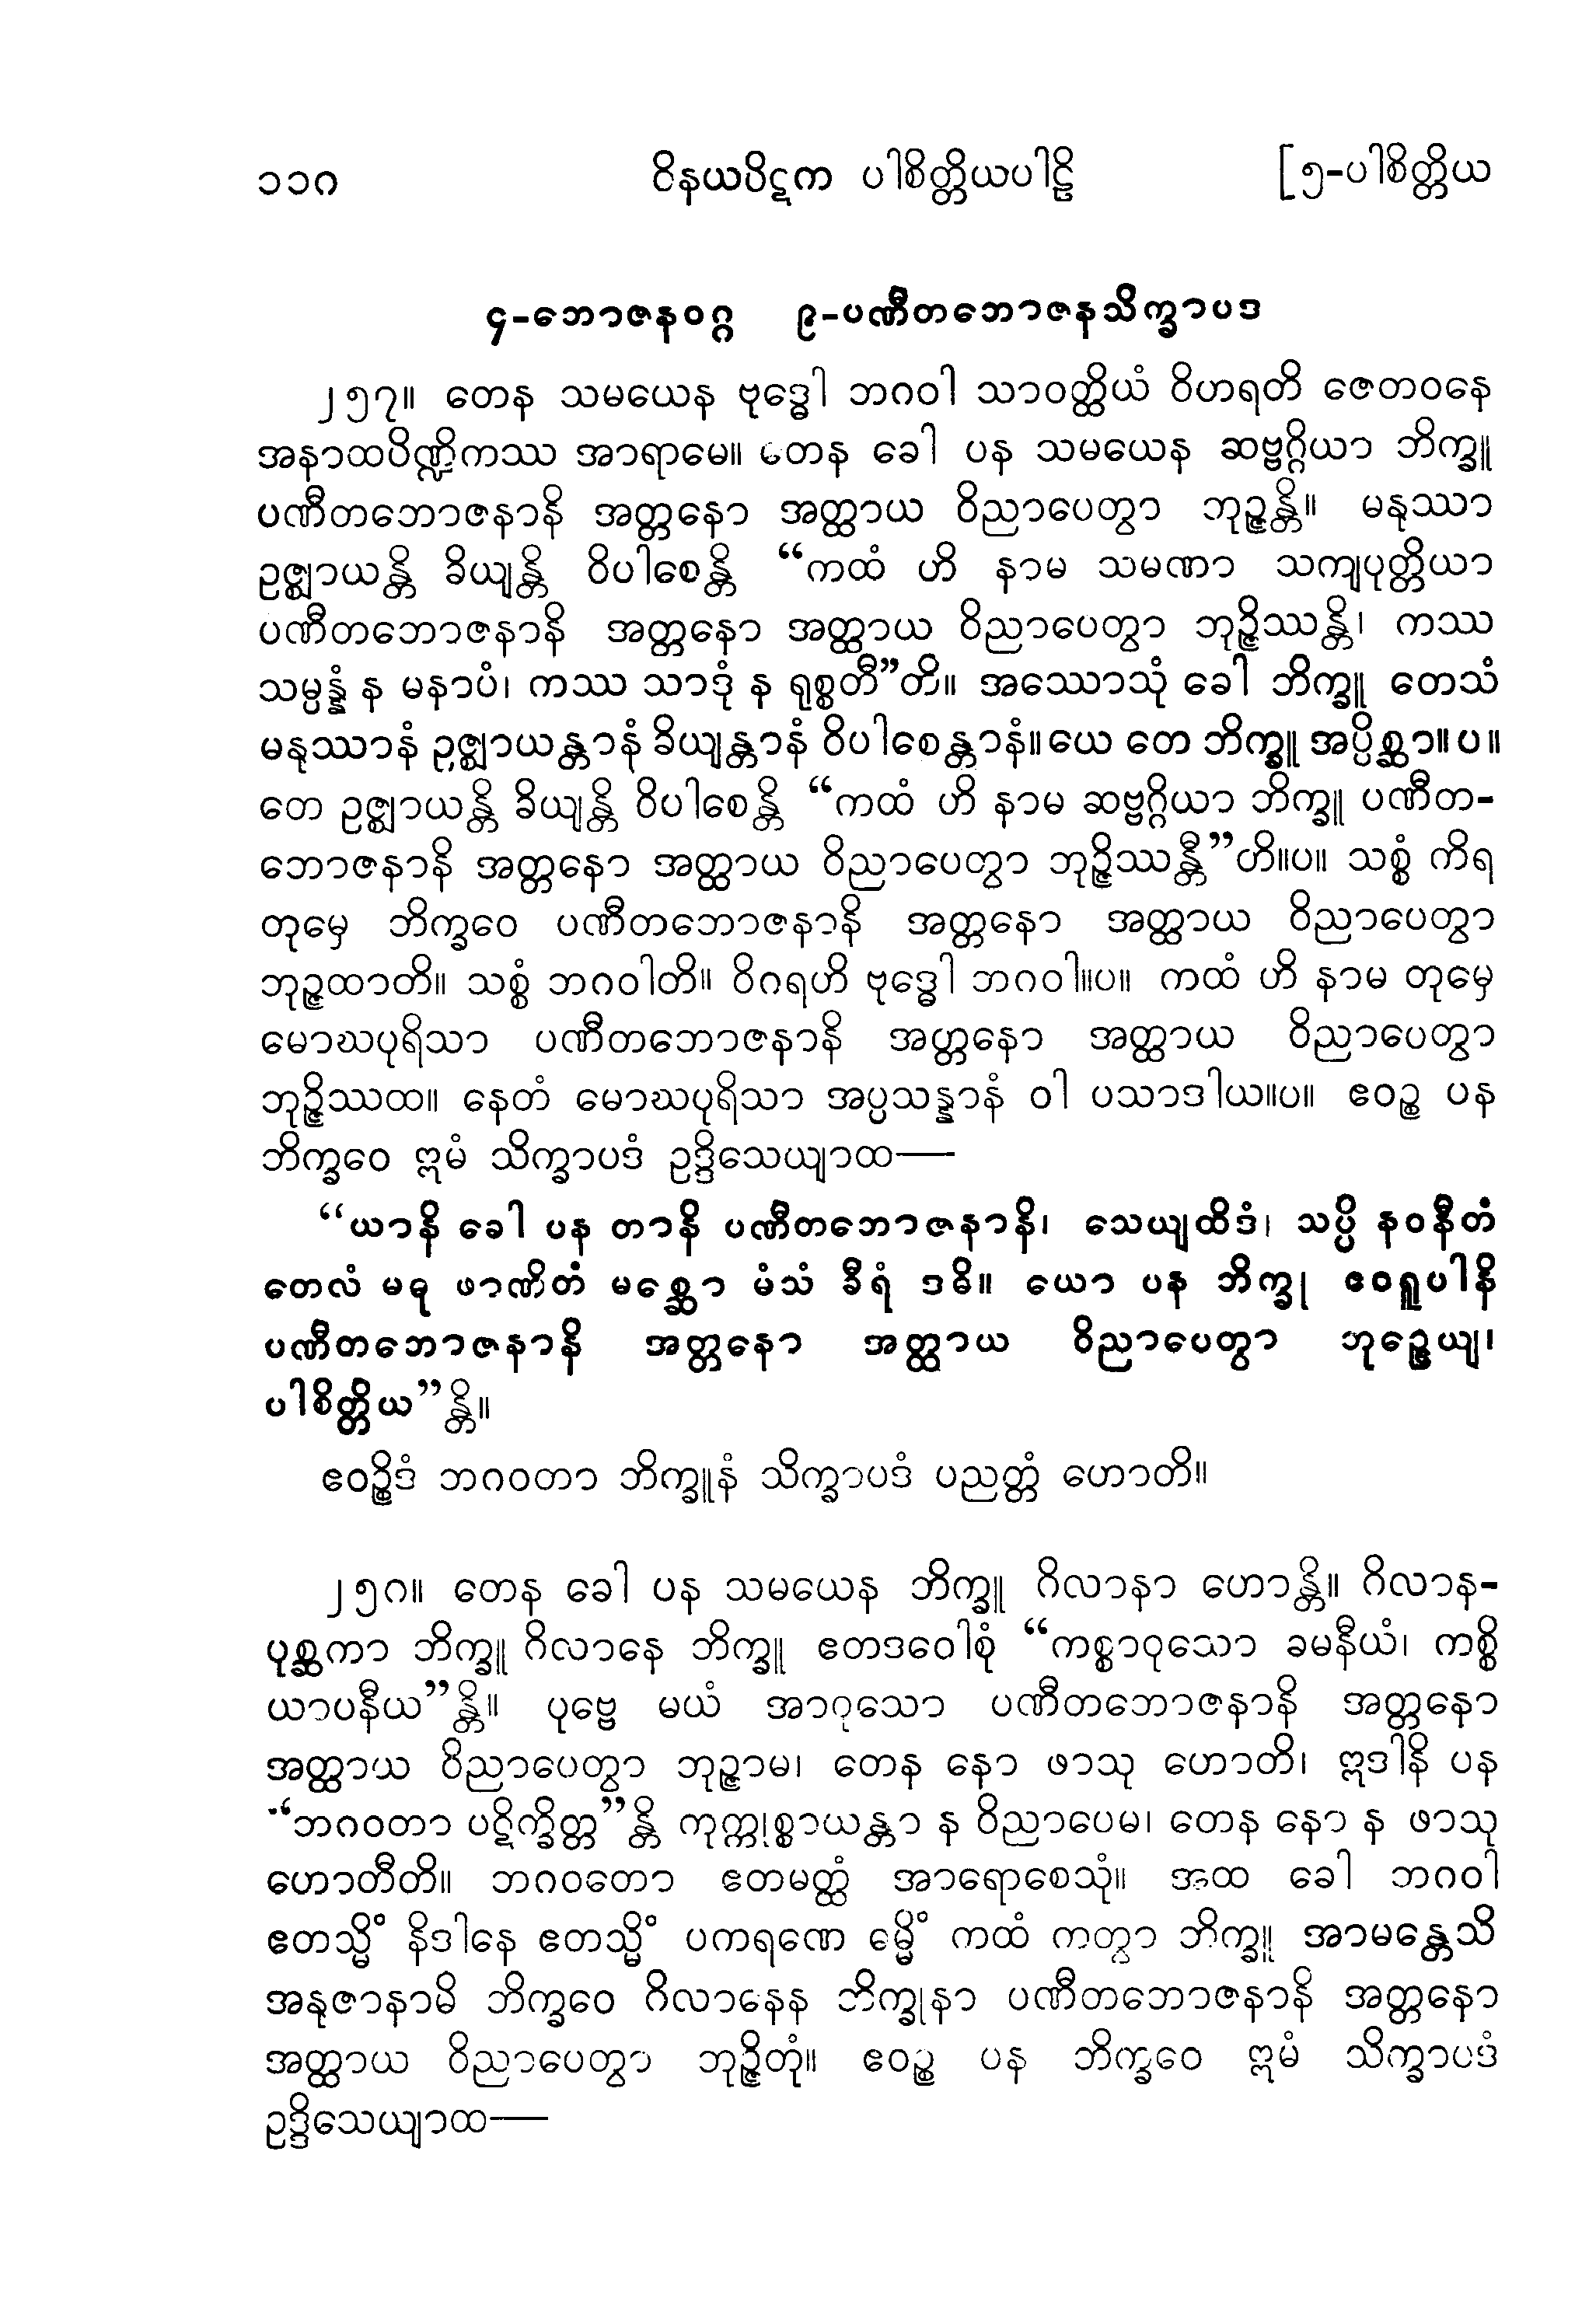 ၁၁ဂ ဝိနယပိဋက ပါစိတ္တိယပါဠိ [၅-ပါစိတ္တိယ
၄-ဘောဇနဝဂ္ဂ ၉-ပဏီတဘောဇနသိက္ခာပဒ
၂၅၇။ တေန သမယေန ဗုဒ္ဓေါ ဘဂဝါ သာဝတ္ထိယံ ဝိဟရတိ ဇေတဝနေ
အနာထပိဏ္ဍိကဿ အာရာမေ။ တေန ခေါ ပန သမယေန ဆဗ္ဗဂ္ဂိယာ ဘိက္ခူ
ပဏီတဘောဇနာနိ အတ္တနော အတ္ထာယ ဝိညာပေတွာ ဘုဉ္ဇန္တိ။ မနုဿာ
ဥဇ္ဈာယန္တိ ခိယျန္တိ ဝိပါစေန္တိ “ကထံ ဟိ နာမ သမဏာ သကျပုတ္တိယာ
ပဏီတဘောဇနာနိ အတ္တနော အတ္ထာယ ဝိညာပေတွာ ဘုဉ္ဇိဿန္တိ၊ ကဿ
သမ္ပန္နံ န မနာပံ၊ ကဿ သာဒုံ န ရုစ္စတီ”တိ။ အဿောသုံ ခေါ ဘိက္ခူ တေသံ
မနုဿာနံ ဥဇ္ဈာယန္တာနံ ခိယျန္တာနံ ဝိပါစေန္တာနံ။ ယေ တေ ဘိက္ခူ အပ္ပိစ္ဆာ။ပ။
တေ ဥဇ္ဈာယန္တိ ခိယျန္တိ ဝိပါစေန္တိ “ကထံ ဟိ နာမ ဆဗ္ဗဂ္ဂိယာ ဘိက္ခူ ပဏီတ-
ဘောဇနာနိ အတ္တနော အတ္ထာယ ဝိညာပေတွာ ဘုဉ္ဇိဿန္တီ”တိ။ပ။ သစ္စံ ကိရ
တုမှေ ဘိက္ခဝေ ပဏီတဘောဇနာနိ အတ္တနော အတ္ထာယ ဝိညာပေတွာ
ဘုဉ္ဇထာတိ။ သစ္စံ ဘဂဝါတိ။ ဝိဂရဟိ ဗုဒ္ဓေါ ဘဂဝါ။ပ။ ကထံ ဟိ နာမ တုမှေ
မောဃပုရိသာ ပဏီတဘောဇနာနိ အတ္တနော အတ္ထာယ ဝိညာပေတွာ
ဘုဉ္ဇိဿထ။ နေတံ မောဃပုရိသာ အပ္ပသန္နာနံ ဝါ ပသာဒါယ။ပ။ ဧဝဉ္စ ပန
ဘိက္ခဝေ ဣမံ သိက္ခာပဒံ ဥဒ္ဒိသေယျာထ—
“ယာနိ ခေါ ပန တာနိ ပဏီတဘောဇနာနိ၊ သေယျထိဒံ၊ သပ္ပိ နဝနီတံ
တေလံ မဓု ဖာဏိတံ မစ္ဆော မံသံ ခီရံ ဒဓိ။ ယော ပန ဘိက္ခု ဧဝရူပါနိ
ပဏီတဘောဇနာနိ အတ္တနော အတ္ထာယ ဝိညာပေတွာ ဘုဉ္ဇေယျ၊
ပါစိတ္တိယ”န္တိ။
ဧဝဉ္စိဒံ ဘဂဝတာ ဘိက္ခူနံ သိက္ခာပဒံ ပညတ္တံ ဟောတိ။
၂၅ဂ။ တေန ခေါ ပန သမယေန ဘိက္ခူ ဂိလာနာ ဟောန္တိ။ ဂိလာန-
ပုစ္ဆကာ ဘိက္ခူ ဂိလာနေ ဘိက္ခူ ဧတဒဝေါစုံ “ကစ္စာဝုသော ခမနီယံ၊ ကစ္စိ
ယာပနီယ”န္တိ။ ပုဗ္ဗေ မယံ အာဝုသော ပဏီတဘောဇနာနိ အတ္တနော
အတ္ထာယ ဝိညာပေတွာ ဘုဉ္ဇာမ၊ တေန နော ဖာသု ဟောတိ၊ ဣဒါနိ ပန
“ဘဂဝတာ ပဋိက္ခိတ္တ”န္တိ ကုက္ကုစ္စာယန္တာ န ဝိညာပေမ၊ တေန နော န ဖာသု
ဟောတီတိ။ ဘဂဝတော ဧတမတ္ထံ အာရောစေသုံ။ အထ ခေါ ဘဂဝါ
ဧတသ္မိံ နိဒါနေ ဧတသ္မိံ ပကရဏေ ဓမ္မိံ ကထံ ကတွာ ဘိက္ခူ အာမန္တေသိ
အနုဇာနာမိ ဘိက္ခဝေ ဂိလာနေန ဘိက္ခုနာ ပဏီတဘောဇနာနိ အတ္တနော
အတ္ထာယ ဝိညာပေတွာ ဘုဉ္ဇိတုံ။ ဧဝဉ္စ ပန ဘိက္ခဝေ ဣမံ သိက္ခာပဒံ
ဥဒ္ဒိသေယျာထ—